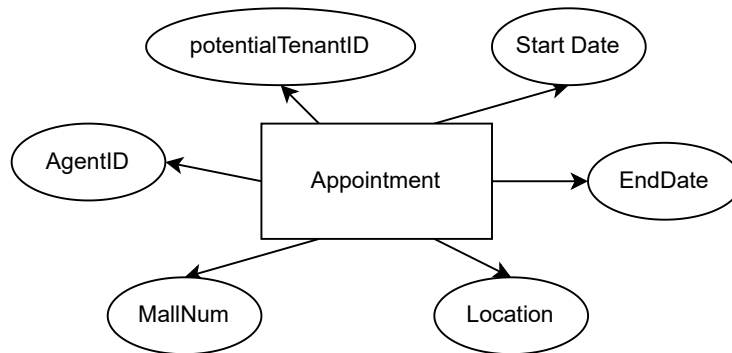 potentialTenantID
Start Date
AgentID
Appointment
EndDate
MallNum
Location